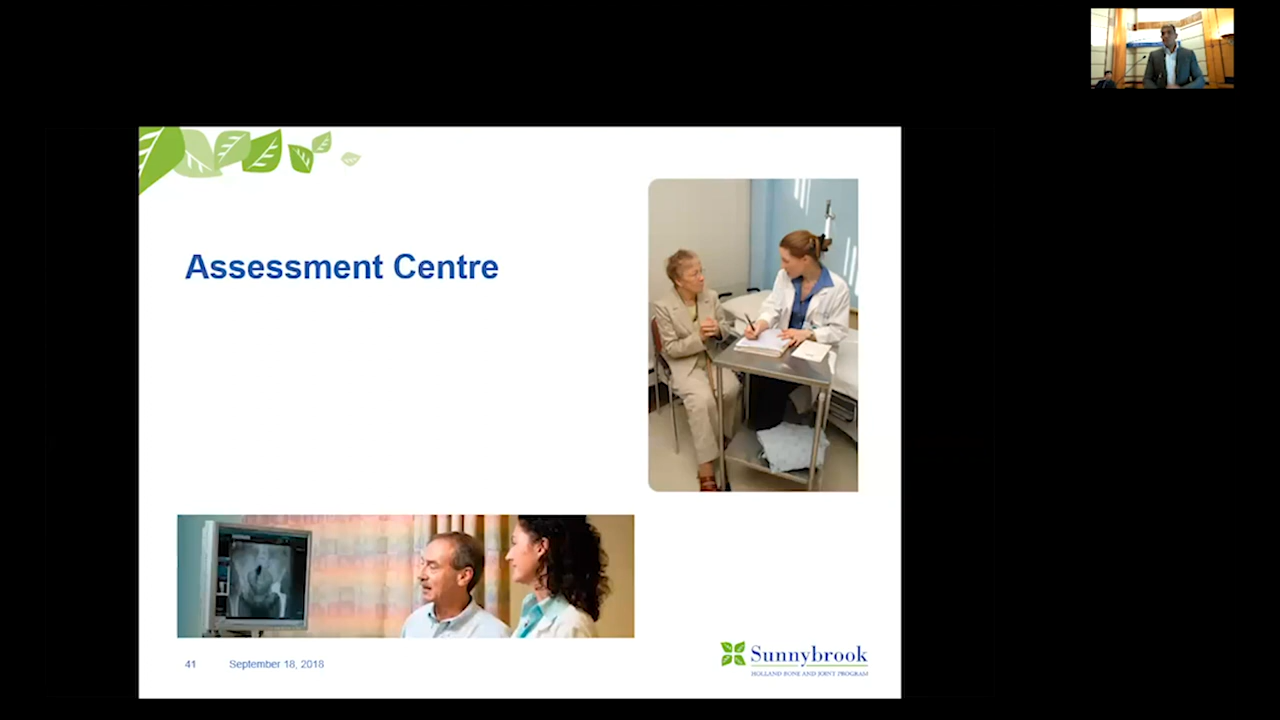 Assessment Centre
41 September 18, 2018
Sunnybrook
HOLLAND BONE AND JOINT PROGRAM